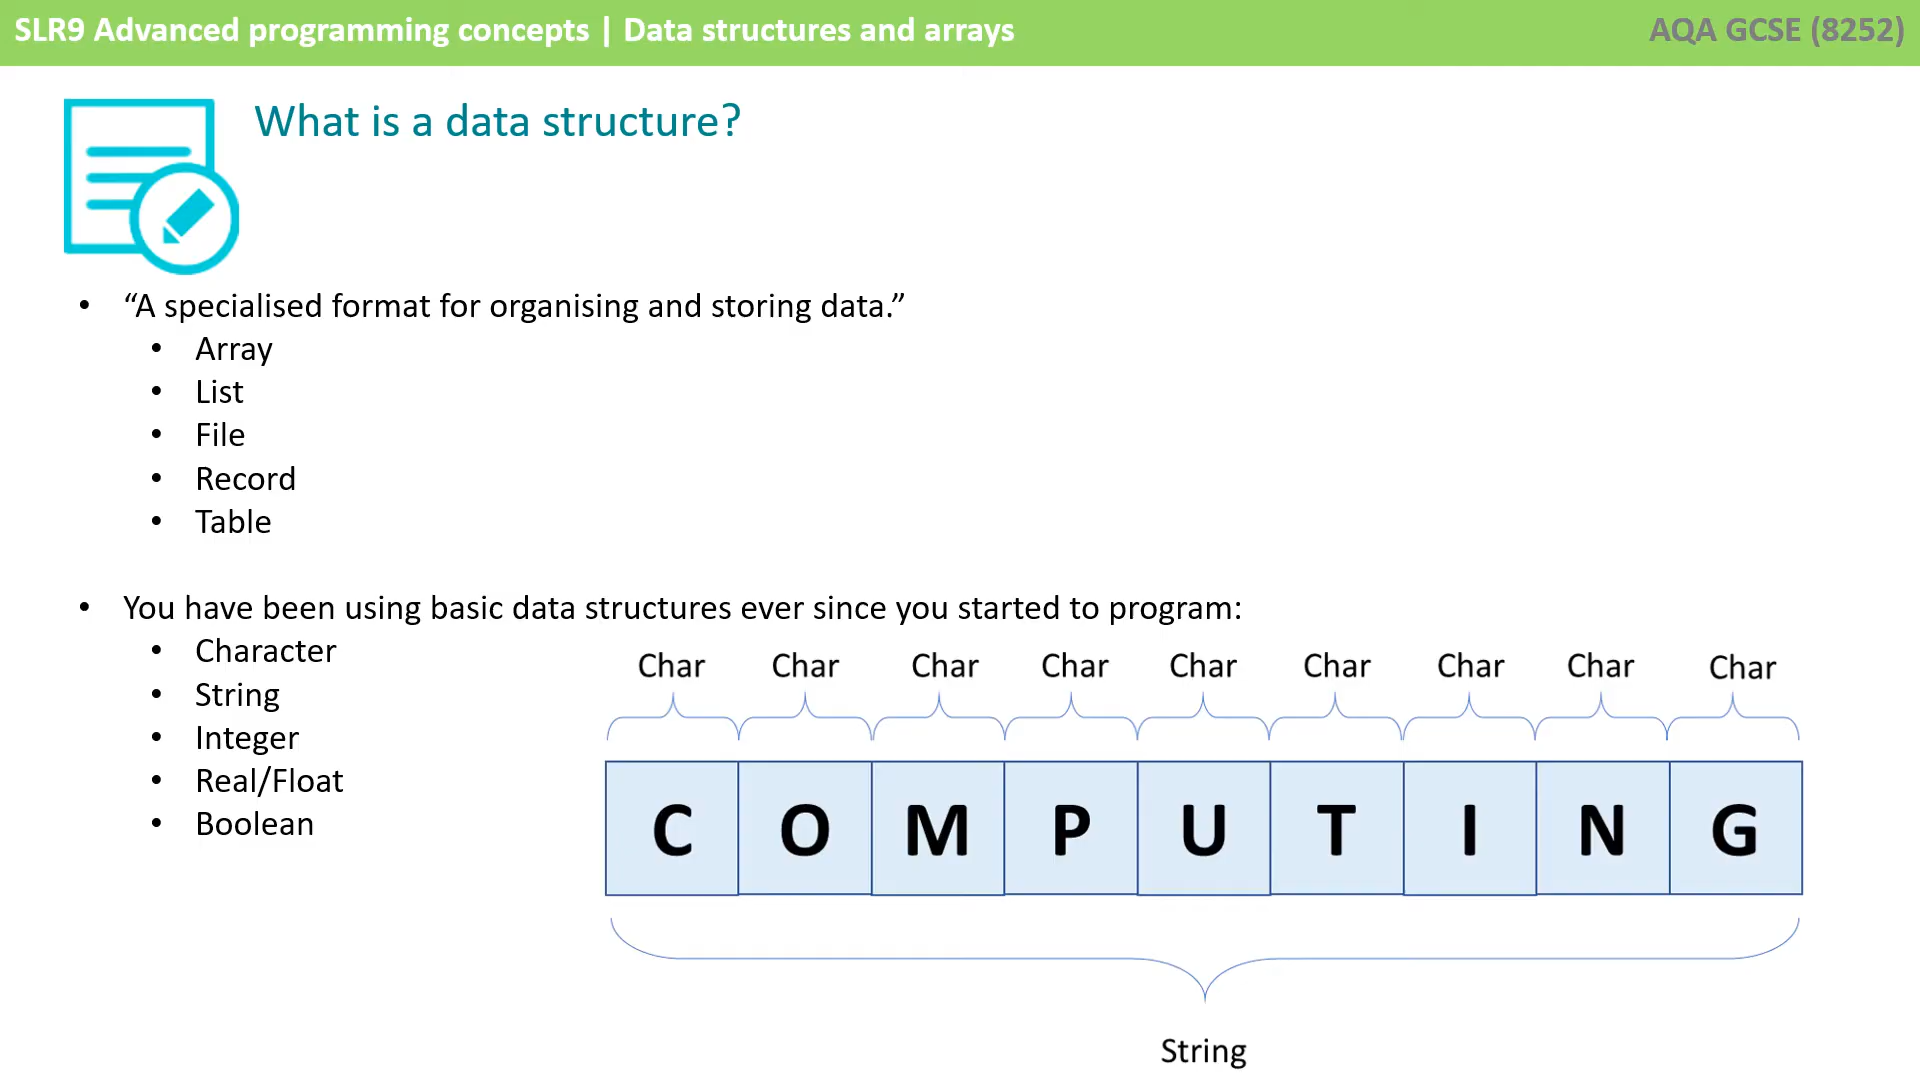 SLR9 Advanced programming concepts | Data structures and arrays
AQA GCSE (8252)
What is a data structure?
• “A specialised format for organising and storing data.”
• Array
• List
• File
• Record
• Table
• You have been using basic data structures ever since you started to program:
• Character
• String
• Integer
• Real/Float
• Boolean
Char Char Char Char Char Char Char Char Char
C O M P U T I N G
String